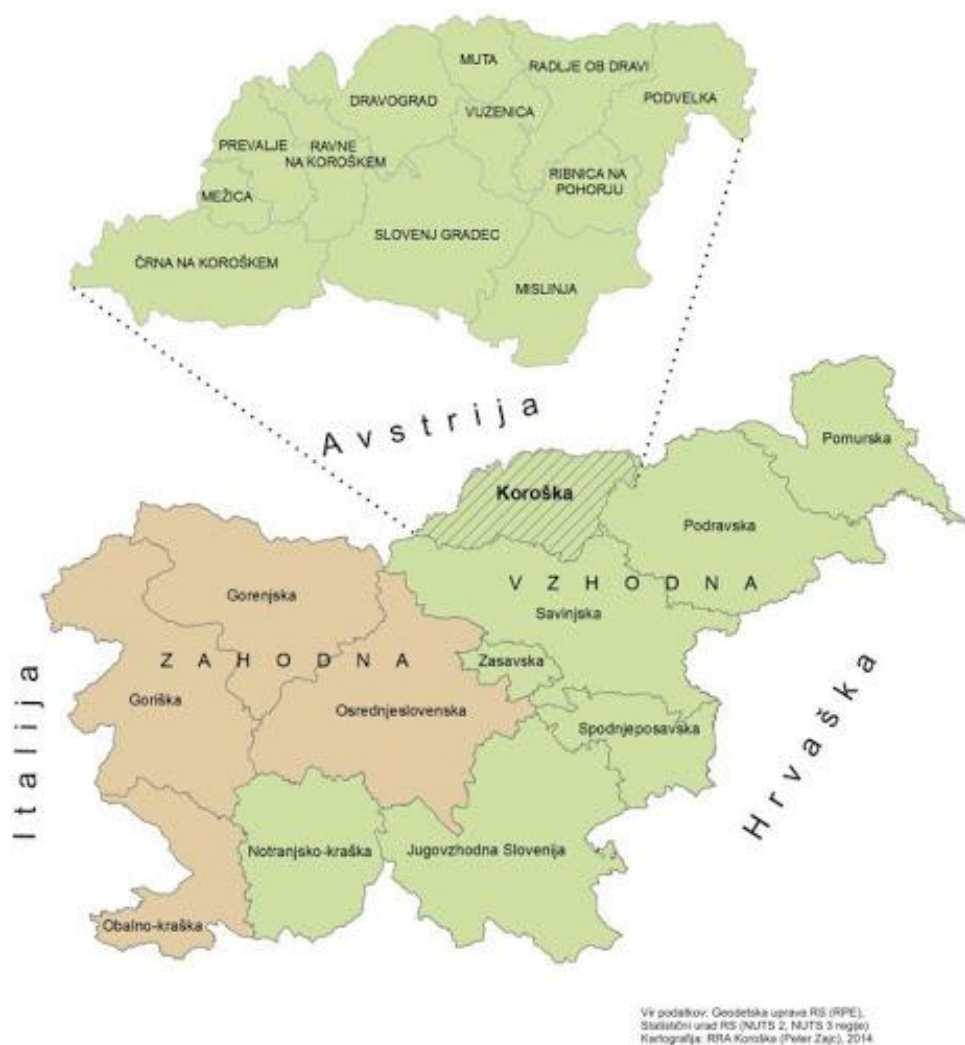 MUTA
RADLJE OB DRAVI
DRAVOGRAD
PODVELKA
VUZENICA
PREVALJE
RAVNE
NA KOROŠKEM
RIBNICA NA
POHORJU
MEŽICA
SLOVENJ GRADEC
ČRNA NA KOROŠKEM
MISLINJA
Avstrija
Pomurska
Koroška
Podravska
VZHODNA
Gorenjska
Savinjska
ZAHODNA
Zasavska
Goriška
Osrednjeslovenska
Spodnjeposavska
Italija
Hrvaška
Notranjsko-kraška
Jugovzhodna Slovenija
Obalno-kraška
Vir podatkov: Geodetska uprava RS (RPE),
Statistični urad RS (NUTS 2, NUTS 3 regije)
Kartografija: RRA Koroška (Peter Zajc), 2014